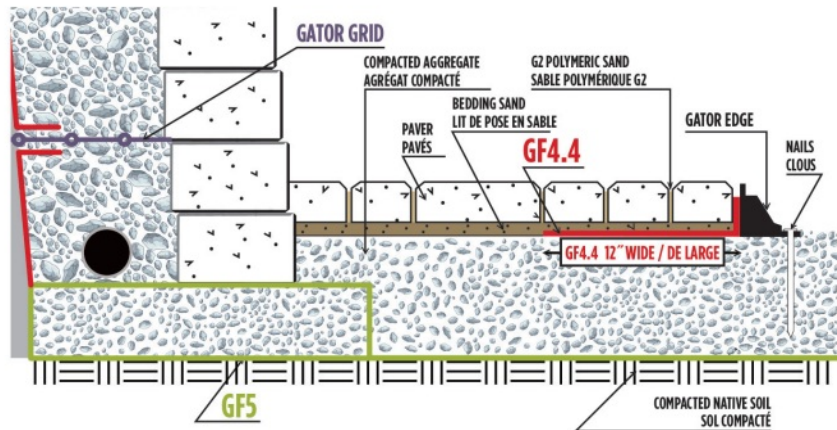 GATOR GRID
COMPACTED AGGREGATE
AGRÉGAT COMPACTÉ
G2 POLYMERIC SAND
SABLE POLYMÉRIQUE G2
BEDDING SAND
LIT DE POSE EN SABLE
PAVER
PAVÉS
GF4.4
GATOR EDGE
NAILS
CLOUS
GF4.4 12" WIDE / DE LARGE
GF5
COMPACTED NATIVE SOIL
SOL COMPACTÉ